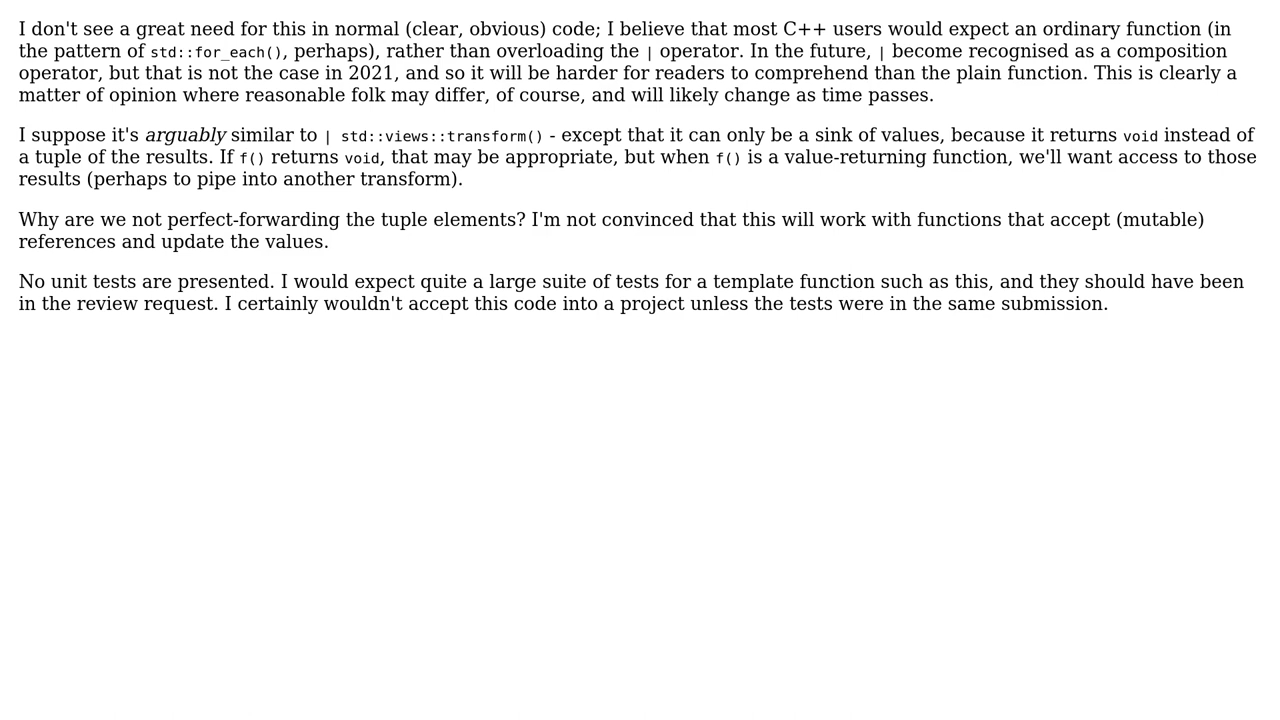 I don't see a great need for this in normal (clear, obvious) code; I believe that most C++ users would expect an ordinary function (in
the pattern of std::for_each(), perhaps), rather than overloading the | operator. In the future, | become recognised as a composition
operator, but that is not the case in 2021, and so it will be harder for readers to comprehend than the plain function. This is clearly a
matter of opinion where reasonable folk may differ, of course, and will likely change as time passes.
I suppose it's arguably similar to | std::views::transform() - except that it can only be a sink of values, because it returns void instead of
a tuple of the results. If f() returns void, that may be appropriate, but when f() is a value-returning function, we'll want access to those
results (perhaps to pipe into another transform).
Why are we not perfect-forwarding the tuple elements? I'm not convinced that this will work with functions that accept (mutable)
references and update the values.
No unit tests are presented. I would expect quite a large suite of tests for a template function such as this, and they should have been
in the review request. I certainly wouldn't accept this code into a project unless the tests were in the same submission.